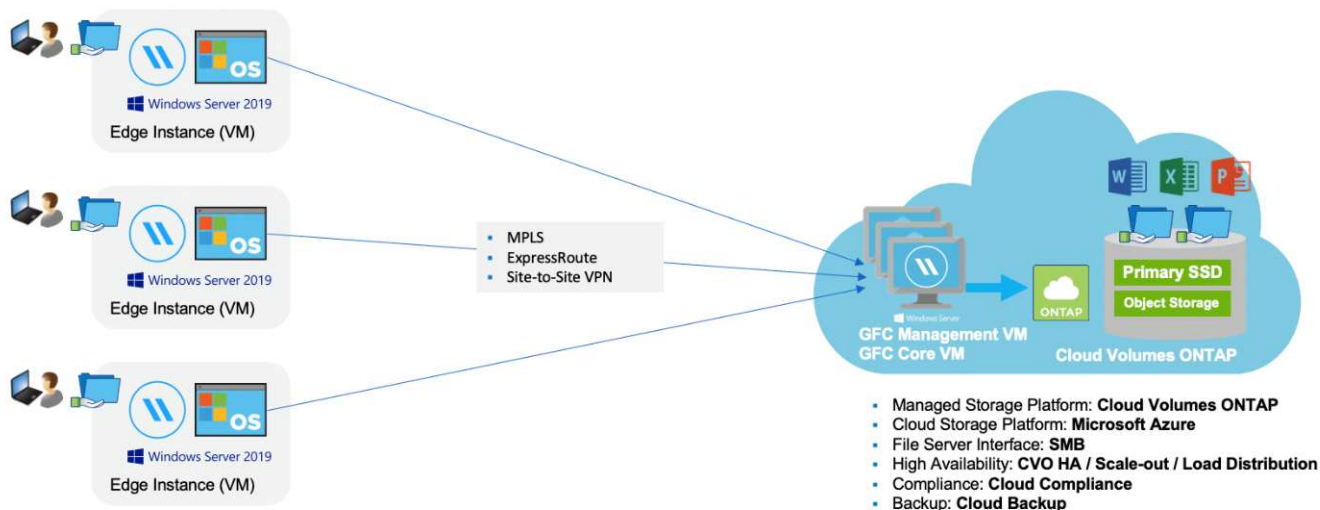 OS
Windows Server 2019
Edge Instance (VM)
OS
Windows Server 2019
Edge Instance (VM)
OS
Windows Server 2019
Edge Instance (VM)
▪ MPLS
▪ ExpressRoute
▪ Site-to-Site VPN
W X P
Windows Server
GFC Management VM
GFC Core VM
ONTAP
Primary SSD
Object Storage
Cloud Volumes ONTAP
▪ Managed Storage Platform: Cloud Volumes ONTAP
▪ Cloud Storage Platform: Microsoft Azure
▪ File Server Interface: SMB
▪ High Availability: CVO HA / Scale-out / Load Distribution
▪ Compliance: Cloud Compliance
▪ Backup: Cloud Backup